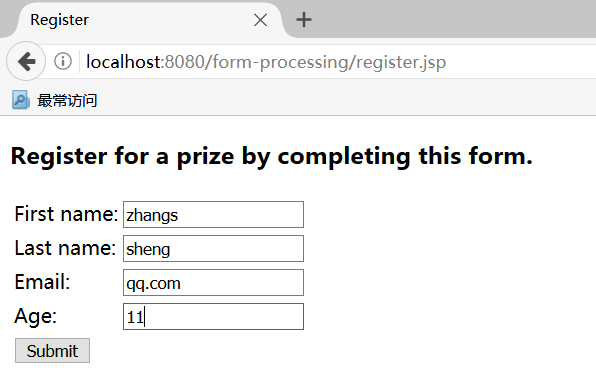 Register
localhost:8080/form-processing/register.jsp
最常访问
Register for a prize by completing this form.
First name: zhangs
Last name: sheng
Email: qq.com
Age: 11
Submit